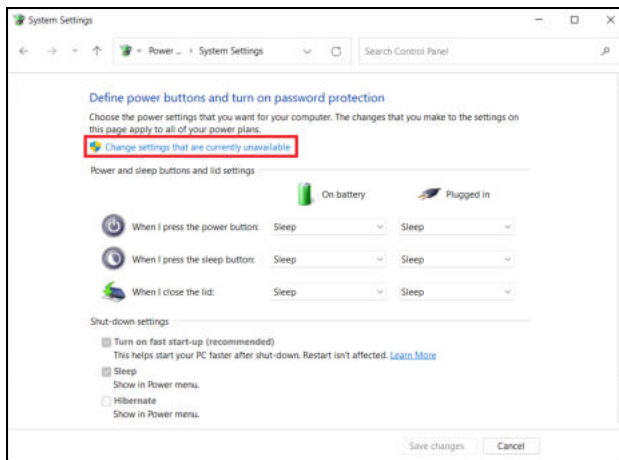 System Settings
Power ... > System Settings
Search Control Panel
Define power buttons and turn on password protection
Choose the power settings that you want for your computer. The changes that you make to the settings on
this page apply to all of your power plans.
Change settings that are currently unavailable
Power and sleep buttons and lid settings
On battery Plugged in
When I press the power button: Sleep Sleep
When I press the sleep button: Sleep Sleep
When I close the lid: Sleep Sleep
Shut-down settings
Turn on fast start-up (recommended)
This helps start your PC faster after shut-down. Restart isn't affected. Learn More
Sleep
Show in Power menu.
Hibernate
Show in Power menu.
Save changes Cancel